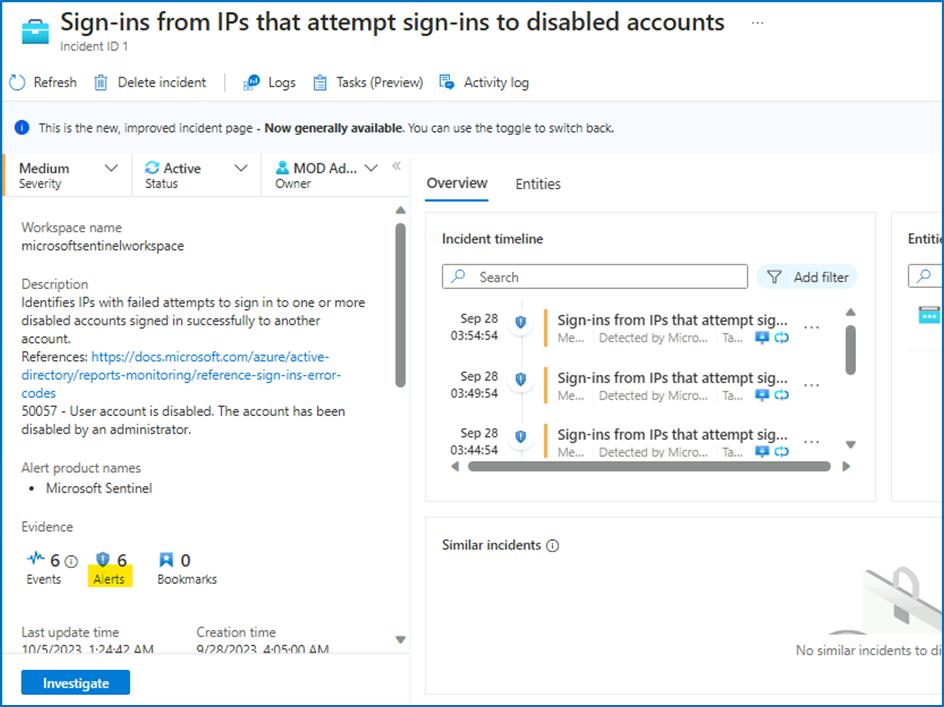 Sign-ins from IPs that attempt sign-ins to disabled accounts ...
Incident ID 1
Refresh Delete incident Logs Tasks (Preview) Activity log
This is the new, improved incident page - Now generally available. You can use the toggle to switch back.
Medium
Severity
Active
Status
MOD Ad...
Owner
«
Workspace name
microsoftsentinelworkspace
Description
Identifies IPs with failed attempts to sign in to one or more
disabled accounts signed in successfully to another
account.
References: https://docs.microsoft.com/azure/active-
directory/reports-monitoring/reference-sign-ins-error-
codes
50057 - User account is disabled. The account has been
disabled by an administrator.
Alert product names
• Microsoft Sentinel
Evidence
6
Events
6
Alerts
0
Bookmarks
Last update time
10/5/2023, 1:24:42 AM
Creation time
9/28/2023, 4:05:00 AM
Investigate
Overview Entities
Incident timeline
Search Add filter
Sep 28
03:54:54
Sign-ins from IPs that attempt sig... ...
Me... Detected by Micro... Ta...
Sep 28
03:49:54
Sign-ins from IPs that attempt sig... ...
Me... Detected by Micro... Ta...
Sep 28
03:44:54
Sign-ins from IPs that attempt sig... ...
Me... Detected by Micro... Ta...
Entitie
Similar incidents
No similar incidents to di